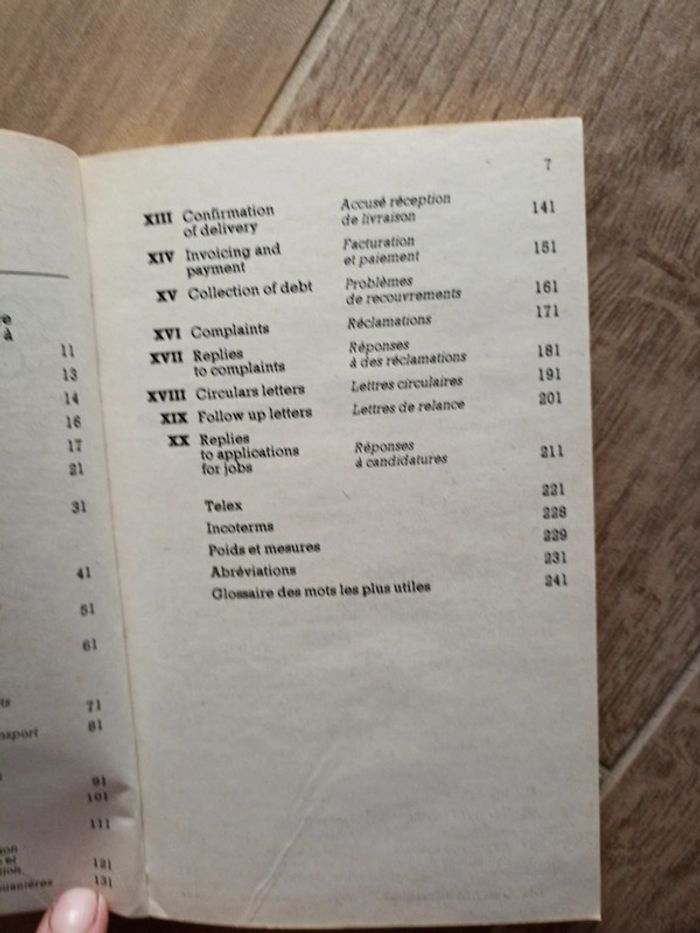 à
11
13
14
16
17
21
31
41
51
61
71
81
91
101
111
121
131
7
XIII Confirmation of delivery Accusé réception de livraison 141
XIV Invoicing and payment Facturation et paiement 151
XV Collection of debt Problèmes de recouvrements 161
XVI Complaints Réclamations 171
XVII Replies to complaints Réponses à des réclamations 181
XVIII Circulars letters Lettres circulaires 191
XIX Follow up letters Lettres de relance 201
XX Replies to applications for jobs Réponses à candidatures 211
Telex 221
Incoterms 228
Poids et mesures 229
Abréviations 231
Glossaire des mots les plus utiles 241